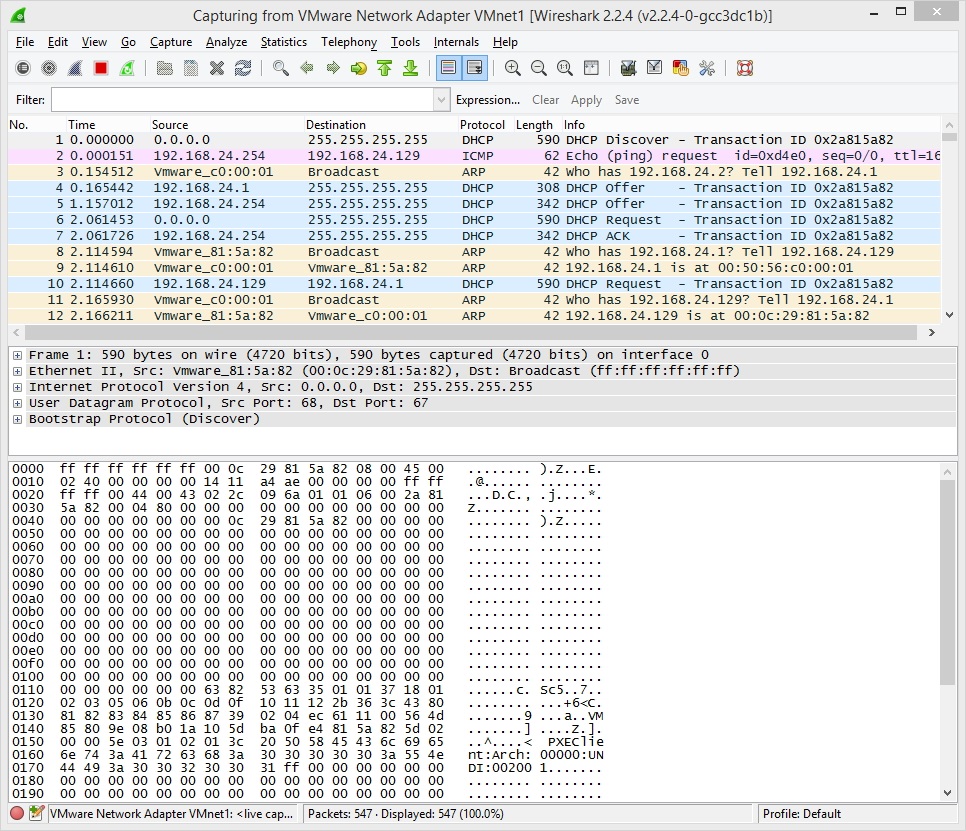 Capturing from VMware Network Adapter VMnet1 [Wireshark 2.2.4 (v2.2.4-0-gcc3dc1b)]
File Edit View Go Capture Analyze Statistics Telephony Tools Internals Help
Filter: Expression... Clear Apply Save
No. Time Source Destination Protocol Length Info
1 0.000000 0.0.0.0 255.255.255.255 DHCP 590 DHCP Discover - Transaction ID 0x2a815a82
2 0.000151 192.168.24.254 192.168.24.129 ICMP 62 Echo (ping) request id=0xd4e0, seq=0/0, ttl=16
3 0.154512 Vmware_c0:00:01 Broadcast ARP 42 Who has 192.168.24.2? Tell 192.168.24.1
4 0.165442 192.168.24.1 255.255.255.255 DHCP 308 DHCP Offer - Transaction ID 0x2a815a82
5 1.157012 192.168.24.254 255.255.255.255 DHCP 342 DHCP Offer - Transaction ID 0x2a815a82
6 2.061453 0.0.0.0 255.255.255.255 DHCP 590 DHCP Request - Transaction ID 0x2a815a82
7 2.061726 192.168.24.254 255.255.255.255 DHCP 342 DHCP ACK - Transaction ID 0x2a815a82
8 2.114594 Vmware_81:5a:82 Broadcast ARP 42 Who has 192.168.24.1? Tell 192.168.24.129
9 2.114610 Vmware_c0:00:01 Vmware_81:5a:82 ARP 42 192.168.24.1 is at 00:50:56:c0:00:01
10 2.114660 192.168.24.129 192.168.24.1 DHCP 590 DHCP Request - Transaction ID 0x2a815a82
11 2.165930 Vmware_c0:00:01 Broadcast ARP 42 Who has 192.168.24.129? Tell 192.168.24.1
12 2.166211 Vmware_81:5a:82 Vmware_c0:00:01 ARP 42 192.168.24.129 is at 00:0c:29:81:5a:82
Frame 1: 590 bytes on wire (4720 bits), 590 bytes captured (4720 bits) on interface 0
Ethernet II, Src: Vmware_81:5a:82 (00:0c:29:81:5a:82), Dst: Broadcast (ff:ff:ff:ff:ff:ff)
Internet Protocol Version 4, Src: 0.0.0.0, Dst: 255.255.255.255
User Datagram Protocol, Src Port: 68, Dst Port: 67
Bootstrap Protocol (Discover)
0000 ff ff ff ff ff ff 00 0c 29 81 5a 82 08 00 45 00 ........ ).Z...E.
0010 02 40 00 00 00 00 14 11 a4 ae 00 00 00 00 ff ff .@...... ........
0020 ff ff 00 44 00 43 02 2c 09 6a 01 01 06 00 2a 81 ...D.C., .j....*.
0030 5a 82 00 04 80 00 00 00 00 00 00 00 00 00 00 00 Z....... ........
0040 00 00 00 00 00 00 00 0c 29 81 5a 82 00 00 00 00 ........ ).Z.....
0050 00 00 00 00 00 00 00 00 00 00 00 00 00 00 00 00 ........ ........
0060 00 00 00 00 00 00 00 00 00 00 00 00 00 00 00 00 ........ ........
0070 00 00 00 00 00 00 00 00 00 00 00 00 00 00 00 00 ........ ........
0080 00 00 00 00 00 00 00 00 00 00 00 00 00 00 00 00 ........ ........
0090 00 00 00 00 00 00 00 00 00 00 00 00 00 00 00 00 ........ ........
00a0 00 00 00 00 00 00 00 00 00 00 00 00 00 00 00 00 ........ ........
00b0 00 00 00 00 00 00 00 00 00 00 00 00 00 00 00 00 ........ ........
00c0 00 00 00 00 00 00 00 00 00 00 00 00 00 00 00 00 ........ ........
00d0 00 00 00 00 00 00 00 00 00 00 00 00 00 00 00 00 ........ ........
00e0 00 00 00 00 00 00 00 00 00 00 00 00 00 00 00 00 ........ ........
00f0 00 00 00 00 00 00 00 00 00 00 00 00 00 00 00 00 ........ ........
0100 00 00 00 00 00 00 00 00 00 00 00 00 00 00 00 00 ........ ........
0110 00 00 00 00 00 00 63 82 53 63 35 01 01 37 18 01 ......c. Sc5..7..
0120 02 03 05 06 0b 0c 0d 0f 10 11 12 2b 36 3c 43 80 ........ ...+6<C.
0130 81 82 83 84 85 86 87 39 02 04 ec 61 11 00 56 4d .......9 ...a..VM
0140 85 80 9e 08 b0 1a 10 5d ba 0f e4 81 5a 82 5d 02 .......] ....Z.].
0150 00 00 5e 03 01 02 01 3c 20 50 58 45 43 6c 69 65 ..^....< PXEClie
0160 6e 74 3a 41 72 63 68 3a 30 30 30 30 30 3a 55 4e nt:Arch: 00000:UN
0170 44 49 3a 30 30 32 30 30 31 ff 00 00 00 00 00 00 DI:00200 1.......
0180 00 00 00 00 00 00 00 00 00 00 00 00 00 00 00 00 ........ ........
0190 00 00 00 00 00 00 00 00 00 00 00 00 00 00 00 00 ........ ........
VMware Network Adapter VMnet1: <live cap... Packets: 547 · Displayed: 547 (100.0%) Profile: Default